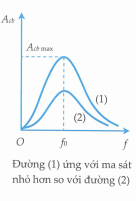 A_cb
A_cb max
(1)
(2)
O
f₀
f
Đường (1) ứng với ma sát
nhỏ hơn so với đường (2)